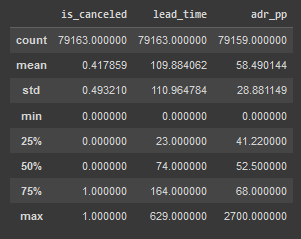 is_canceled lead_time adr_pp
count 79163.000000 79163.000000 79159.000000
mean 0.417859 109.884062 58.490144
std 0.493210 110.964784 28.881149
min 0.000000 0.000000 0.000000
25% 0.000000 23.000000 41.220000
50% 0.000000 74.000000 52.500000
75% 1.000000 164.000000 68.000000
max 1.000000 629.000000 2700.000000